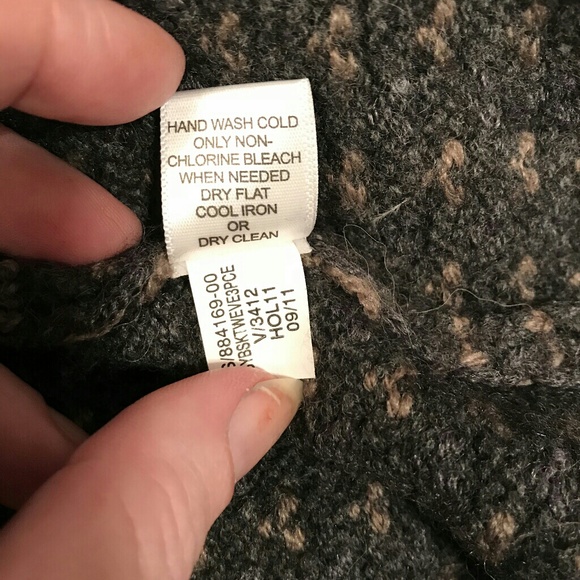 HAND WASH COLD
ONLY NON-
CHLORINE BLEACH
WHEN NEEDED
DRY FLAT
COOL IRON
OR
DRY CLEAN
S/884169-00
YBSKTWEVE3PCE
V/3412
HOL11
09/11